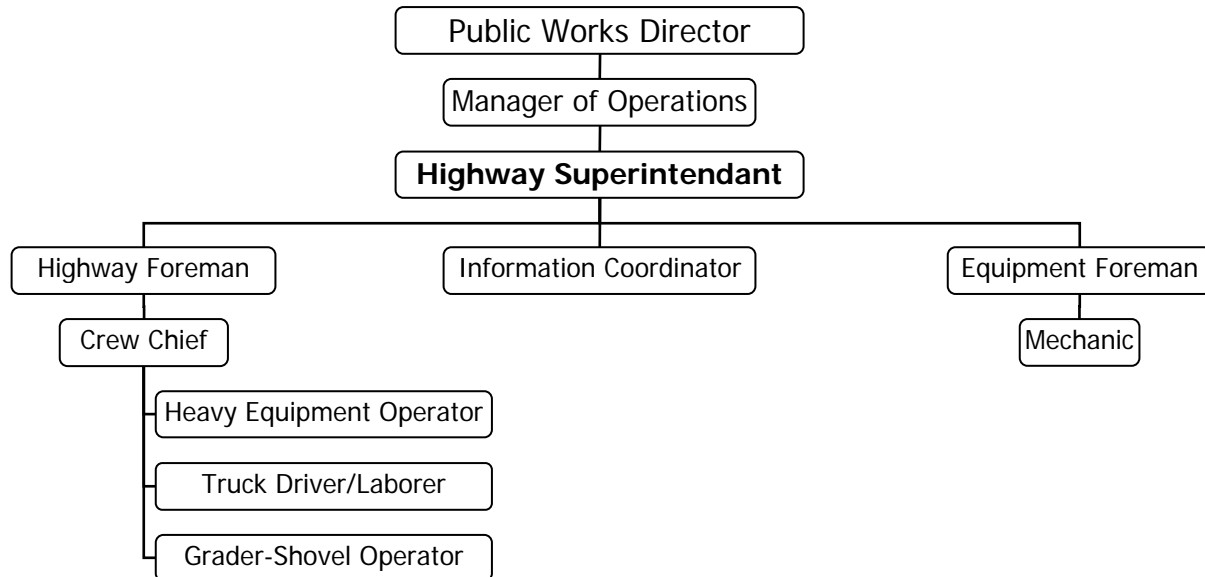 Public Works Director
Manager of Operations
Highway Superintendant
Highway Foreman
Information Coordinator
Equipment Foreman
Crew Chief
Mechanic
Heavy Equipment Operator
Truck Driver/Laborer
Grader-Shovel Operator